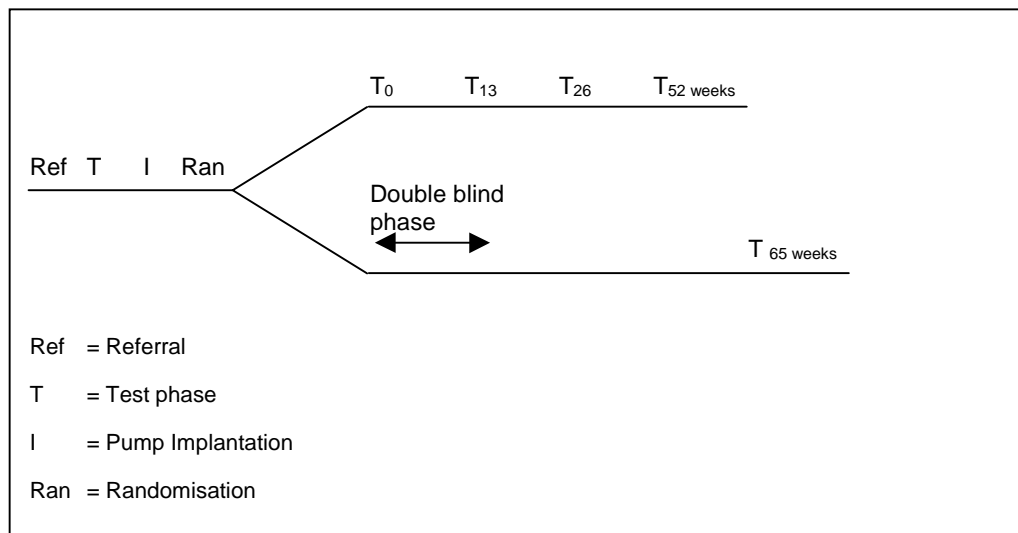 T0 T13 T26 T52 weeks
Ref T I Ran
Double blind
phase
T 65 weeks
Ref = Referral
T = Test phase
I = Pump Implantation
Ran = Randomisation